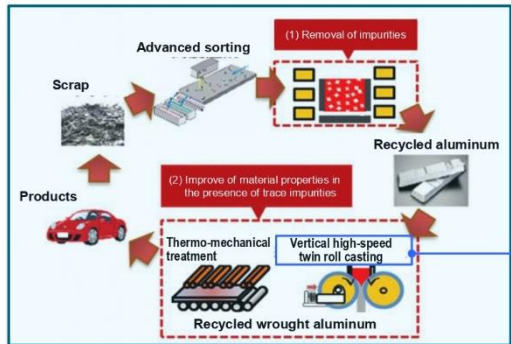 (1) Removal of impurities
Advanced sorting
Scrap
Recycled aluminum
(2) Improve of material properties in
the presence of trace impurities
Products
Thermo-mechanical
treatment
Vertical high-speed
twin roll casting
Recycled wrought aluminum